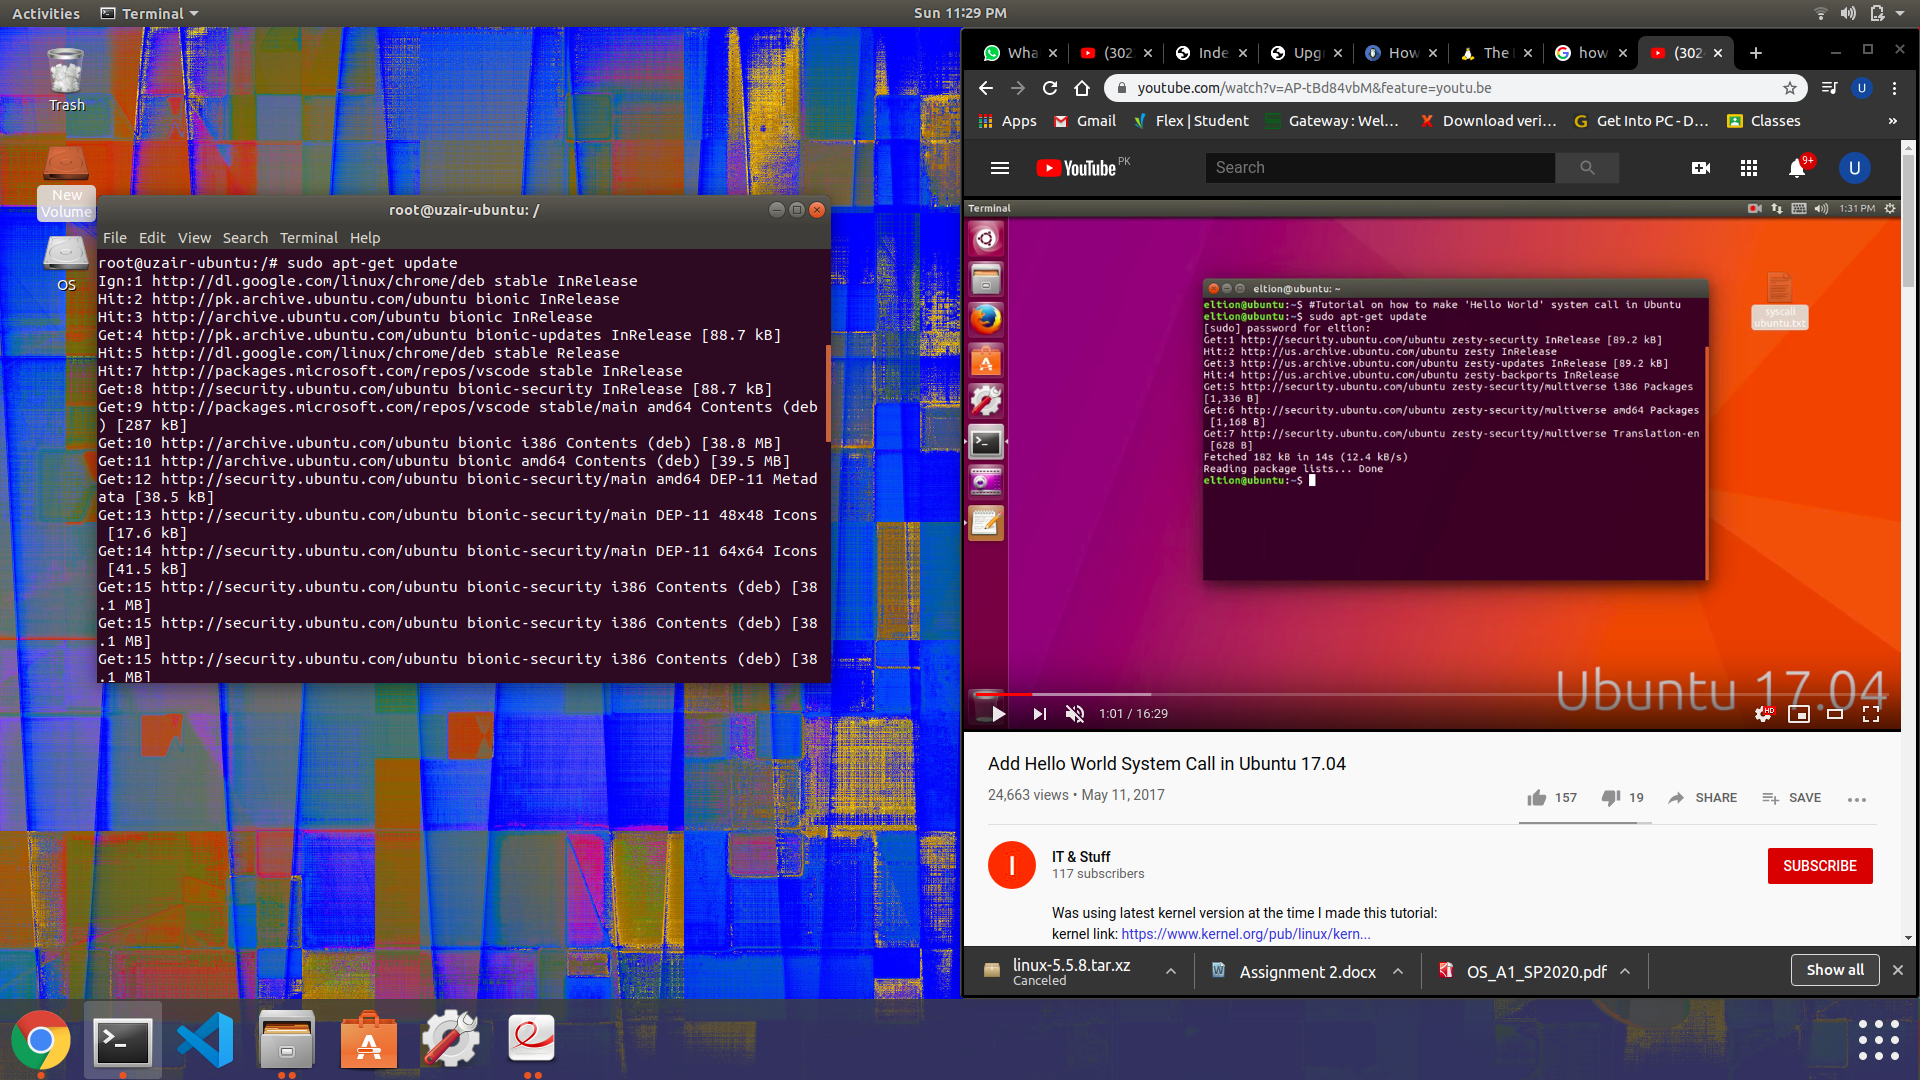 Activities
Terminal
Sun 11:29 PM
Trash
New
Volume
OS
root@uzair-ubuntu: /
File Edit View Search Terminal Help
root@uzair-ubuntu:/# sudo apt-get update
Ign:1 http://dl.google.com/linux/chrome/deb stable InRelease
Hit:2 http://pk.archive.ubuntu.com/ubuntu bionic InRelease
Hit:3 http://archive.ubuntu.com/ubuntu bionic InRelease
Get:4 http://pk.archive.ubuntu.com/ubuntu bionic-updates InRelease [88.7 kB]
Hit:5 http://dl.google.com/linux/chrome/deb stable Release
Hit:7 http://packages.microsoft.com/repos/vscode stable InRelease
Get:8 http://security.ubuntu.com/ubuntu bionic-security InRelease [88.7 kB]
Get:9 http://packages.microsoft.com/repos/vscode stable/main amd64 Contents (deb
) [287 kB]
Get:10 http://archive.ubuntu.com/ubuntu bionic i386 Contents (deb) [38.8 MB]
Get:11 http://archive.ubuntu.com/ubuntu bionic amd64 Contents (deb) [39.5 MB]
Get:12 http://security.ubuntu.com/ubuntu bionic-security/main amd64 DEP-11 Metad
ata [38.5 kB]
Get:13 http://security.ubuntu.com/ubuntu bionic-security/main DEP-11 48x48 Icons
[17.6 kB]
Get:14 http://security.ubuntu.com/ubuntu bionic-security/main DEP-11 64x64 Icons
[41.5 kB]
Get:15 http://security.ubuntu.com/ubuntu bionic-security i386 Contents (deb) [38
.1 MB]
Get:15 http://security.ubuntu.com/ubuntu bionic-security i386 Contents (deb) [38
.1 MB]
Get:15 http://security.ubuntu.com/ubuntu bionic-security i386 Contents (deb) [38
.1 MB]
Wha (302 Inde Upg How The how (302
youtube.com/watch?v=AP-tBd84vbM&feature=youtu.be
U
Apps Gmail Flex | Student Gateway : Wel... Download veri... Get Into PC - D... Classes »
YouTube PK
Search
9+
U
Terminal
1:31 PM
eltion@ubuntu: ~
eltion@ubuntu:~$ #Tutorial on how to make 'Hello World' system call in Ubuntu
eltion@ubuntu:~$ sudo apt-get update
[sudo] password for eltion:
Get:1 http://security.ubuntu.com/ubuntu zesty-security InRelease [89.2 kB]
Hit:2 http://us.archive.ubuntu.com/ubuntu zesty InRelease
Get:3 http://us.archive.ubuntu.com/ubuntu zesty-updates InRelease [89.2 kB]
Hit:4 http://us.archive.ubuntu.com/ubuntu zesty-backports InRelease
Get:5 http://security.ubuntu.com/ubuntu zesty-security/multiverse i386 Packages
[1,336 B]
Get:6 http://security.ubuntu.com/ubuntu zesty-security/multiverse amd64 Packages
[1,168 B]
Get:7 http://security.ubuntu.com/ubuntu zesty-security/multiverse Translation-en
[628 B]
Fetched 182 kB in 14s (12.4 kB/s)
Reading package lists... Done
eltion@ubuntu:~$
syscall
ubuntu.txt
Ubuntu 17.04
1:01 / 16:29
HD
Add Hello World System Call in Ubuntu 17.04
24,663 views • May 11, 2017
157 19 SHARE SAVE
I
IT & Stuff
117 subscribers
SUBSCRIBE
Was using latest kernel version at the time I made this tutorial:
kernel link: https://www.kernel.org/pub/linux/kern...
linux-5.5.8.tar.xz
Canceled
Assignment 2.docx
OS_A1_SP2020.pdf
Show all